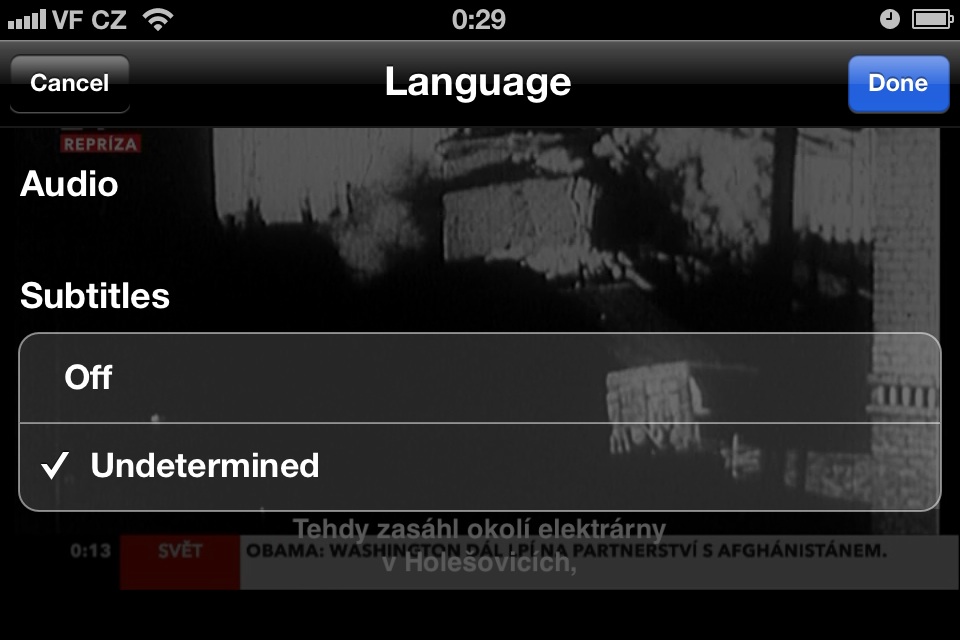 VF CZ
0:29
Cancel
Language
Done
REPRÍZA
Audio
Subtitles
Off
Undetermined
Tehdy zasáhl okolí elektrárny
v Holešovicích,
0:13
SVĚT
OBAMA: WASHINGTON DÁL LPÍ NA PARTNERSTVÍ S AFGHÁNISTÁNEM.